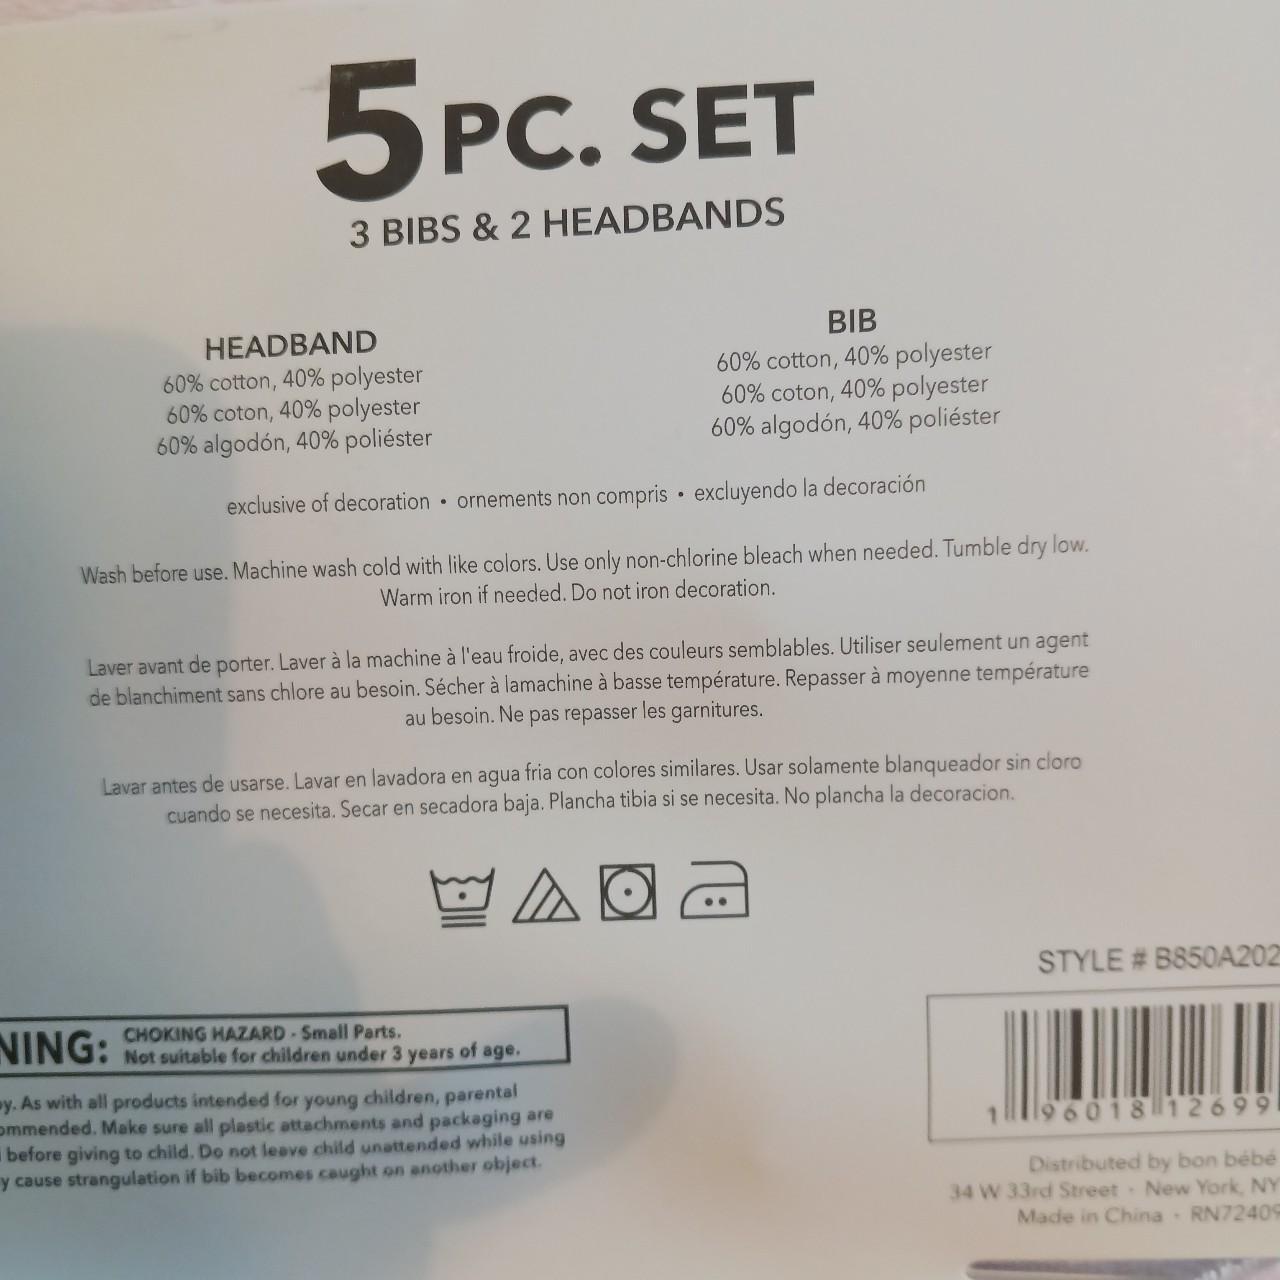 5 PC. SET
3 BIBS & 2 HEADBANDS
HEADBAND
60% cotton, 40% polyester
60% coton, 40% polyester
60% algodón, 40% poliéster
BIB
60% cotton, 40% polyester
60% coton, 40% polyester
60% algodón, 40% poliéster
exclusive of decoration • ornements non compris • excluyendo la decoración
Wash before use. Machine wash cold with like colors. Use only non-chlorine bleach when needed. Tumble dry low.
Warm iron if needed. Do not iron decoration.
Laver avant de porter. Laver à la machine à l'eau froide, avec des couleurs semblables. Utiliser seulement un agent
de blanchiment sans chlore au besoin. Sécher à lamachine à basse température. Repasser à moyenne température
au besoin. Ne pas repasser les garnitures.
Lavar antes de usarse. Lavar en lavadora en agua fria con colores similares. Usar solamente blanqueador sin cloro
cuando se necesita. Secar en secadora baja. Plancha tibia si se necesita. No plancha la decoracion.
NING: CHOKING HAZARD - Small Parts.
Not suitable for children under 3 years of age.
y. As with all products intended for young children, parental
ommended. Make sure all plastic attachments and packaging are
before giving to child. Do not leave child unattended while using
y cause strangulation if bib becomes caught on another object.
STYLE # B850A202
1 96018 12699
Distributed by bon bébé
34 W 33rd Street · New York, NY
Made in China · RN72409